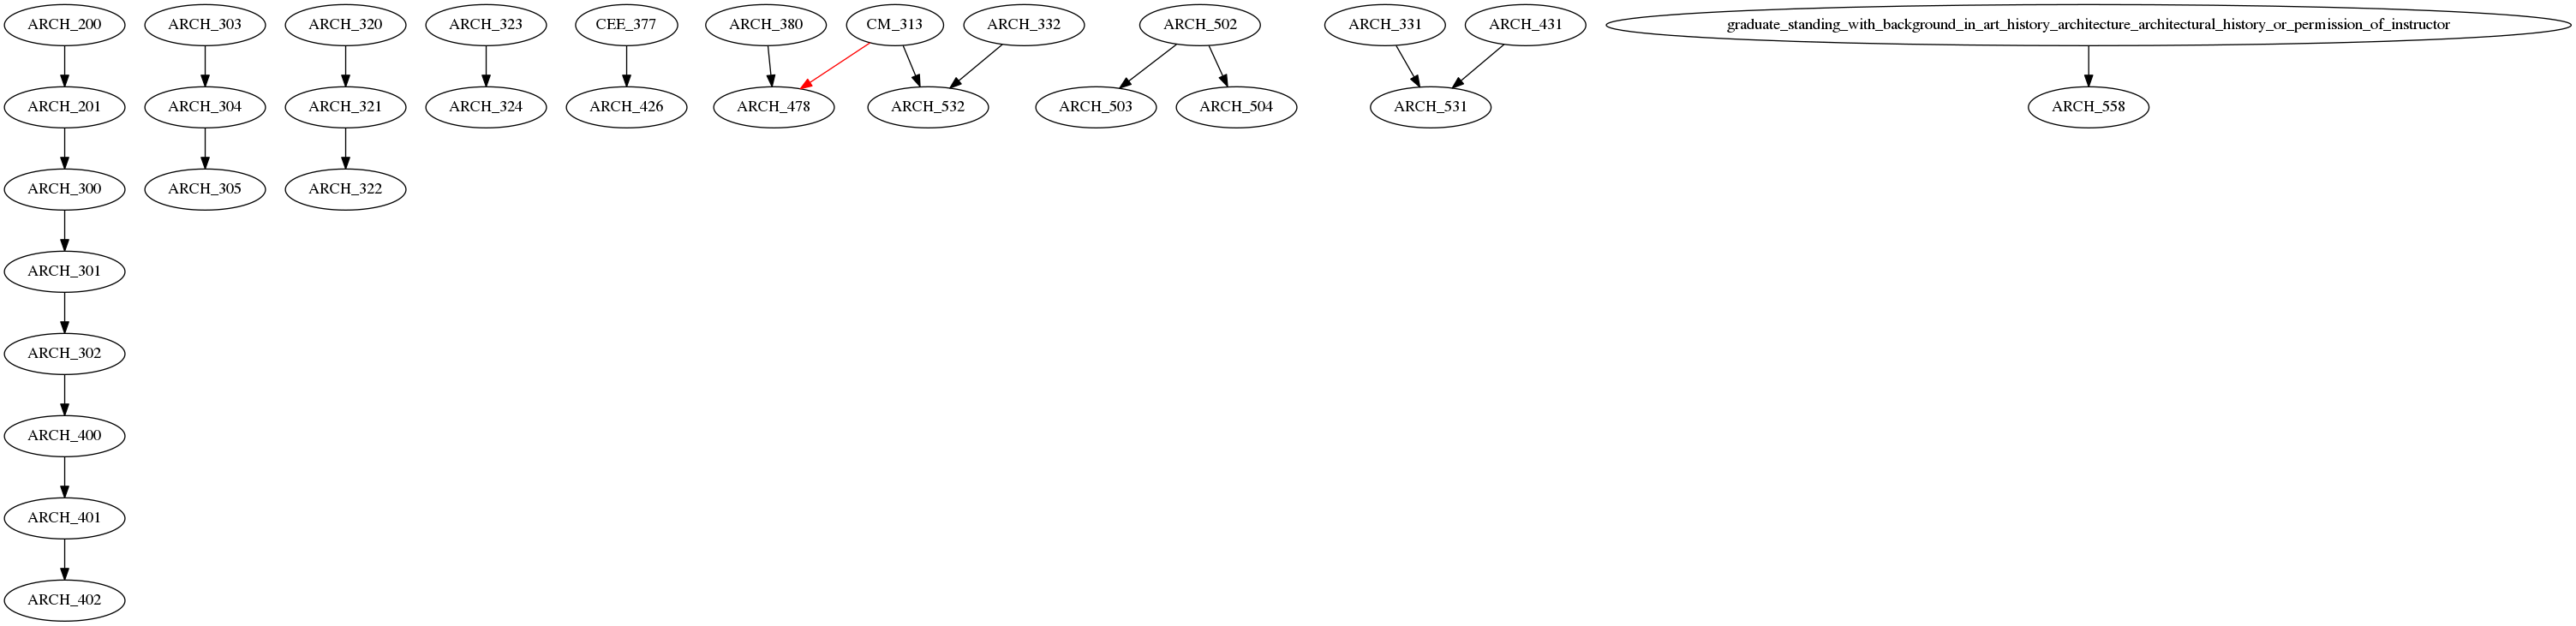 ARCH_200
ARCH_303
ARCH_320
ARCH_323
CEE_377
ARCH_380
CM_313
ARCH_332
ARCH_502
ARCH_331
ARCH_431
graduate_standing_with_background_in_art_history_architecture_architectural_history_or_permission_of_instructor
ARCH_201
ARCH_304
ARCH_321
ARCH_324
ARCH_426
ARCH_478
ARCH_532
ARCH_503
ARCH_504
ARCH_531
ARCH_558
ARCH_300
ARCH_305
ARCH_322
ARCH_301
ARCH_302
ARCH_400
ARCH_401
ARCH_402